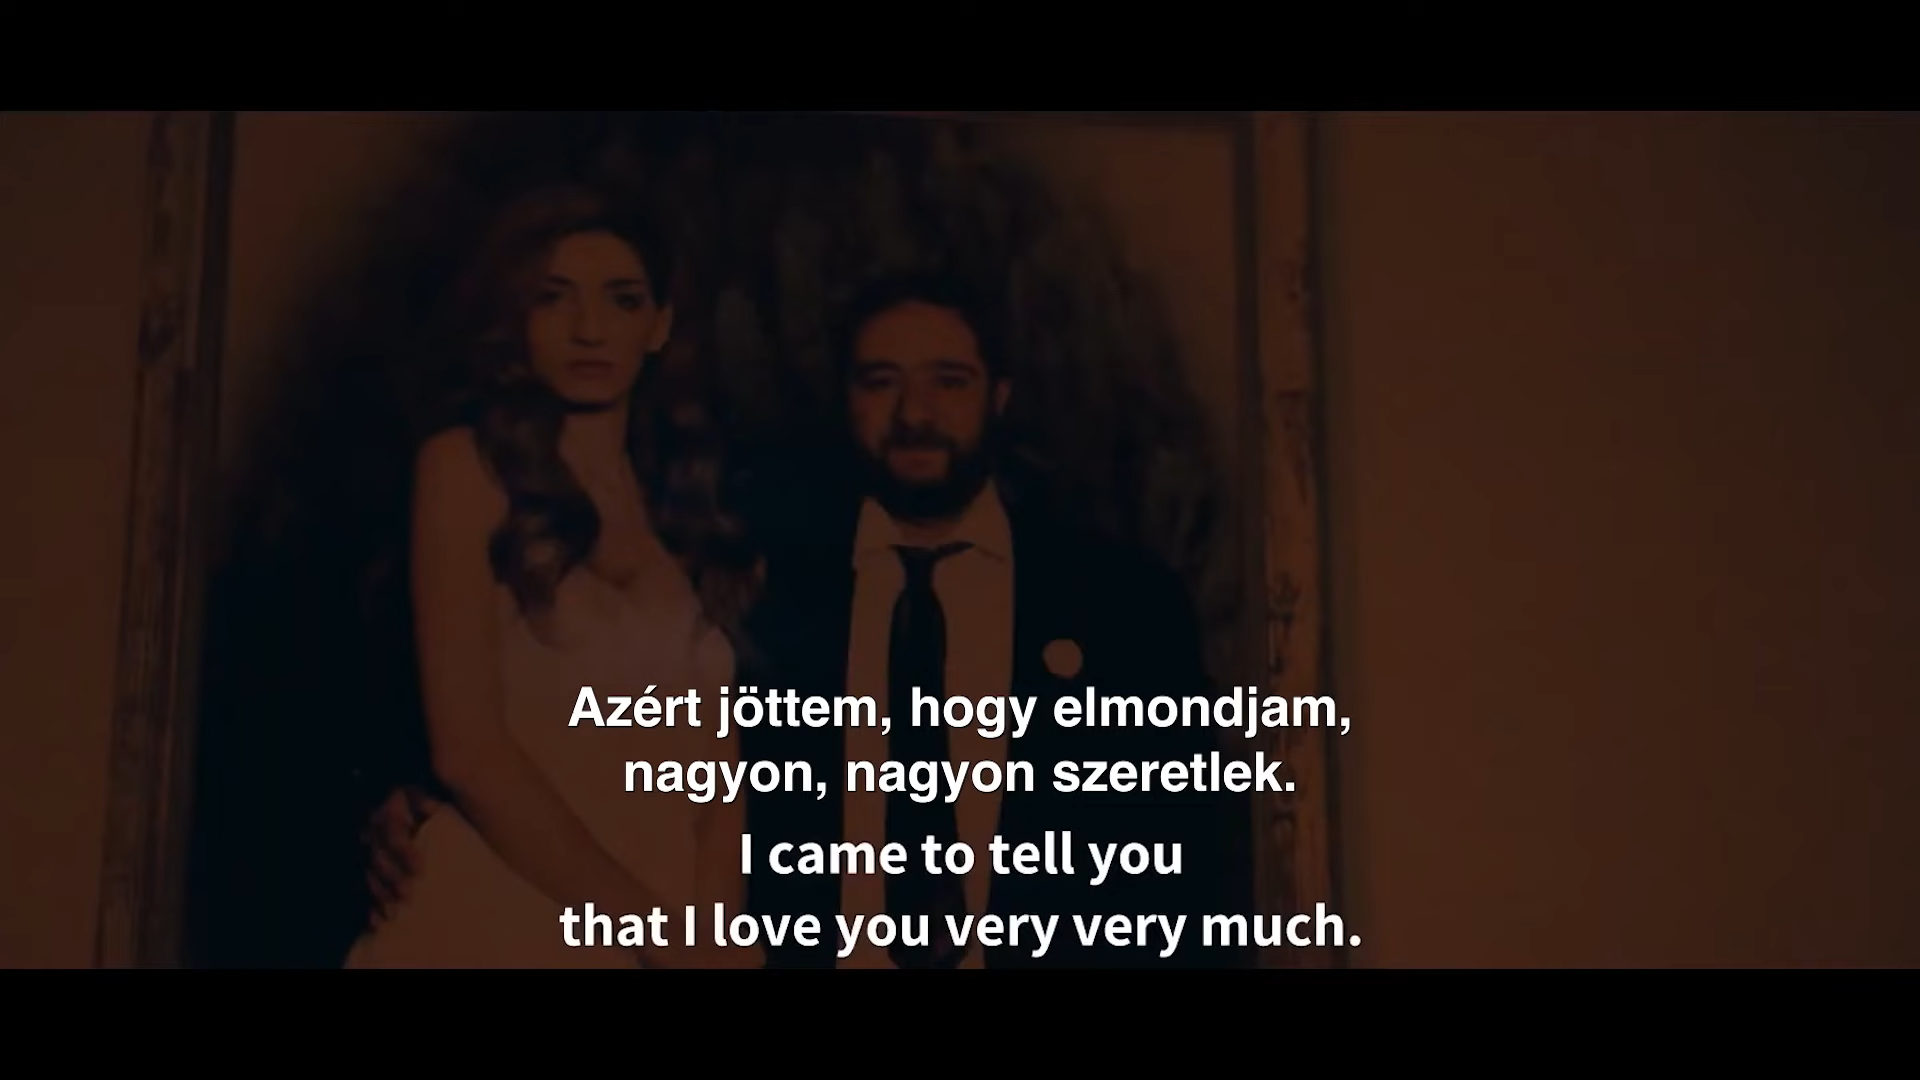 Azért jöttem, hogy elmondjam,
nagyon, nagyon szeretlek.
I came to tell you
that I love you very very much.